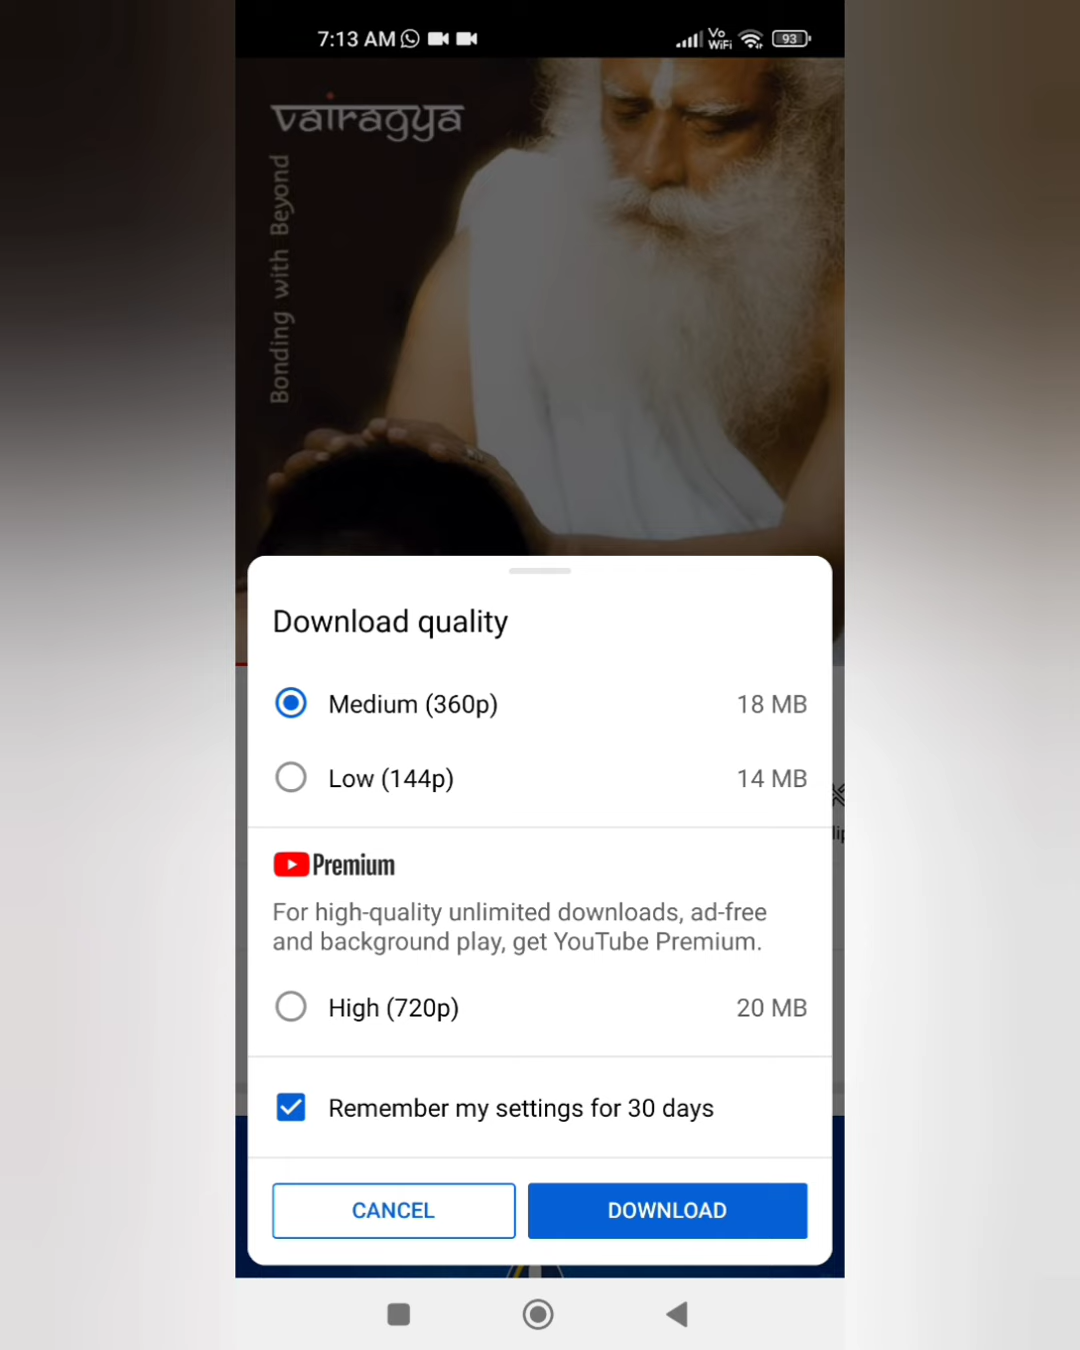 7:13 AM
Vo
WiFi
93
vairagya
Bonding with Beyond
Download quality
Medium (360p) 18 MB
Low (144p) 14 MB
Premium
For high-quality unlimited downloads, ad-free
and background play, get YouTube Premium.
High (720p) 20 MB
Remember my settings for 30 days
CANCEL DOWNLOAD